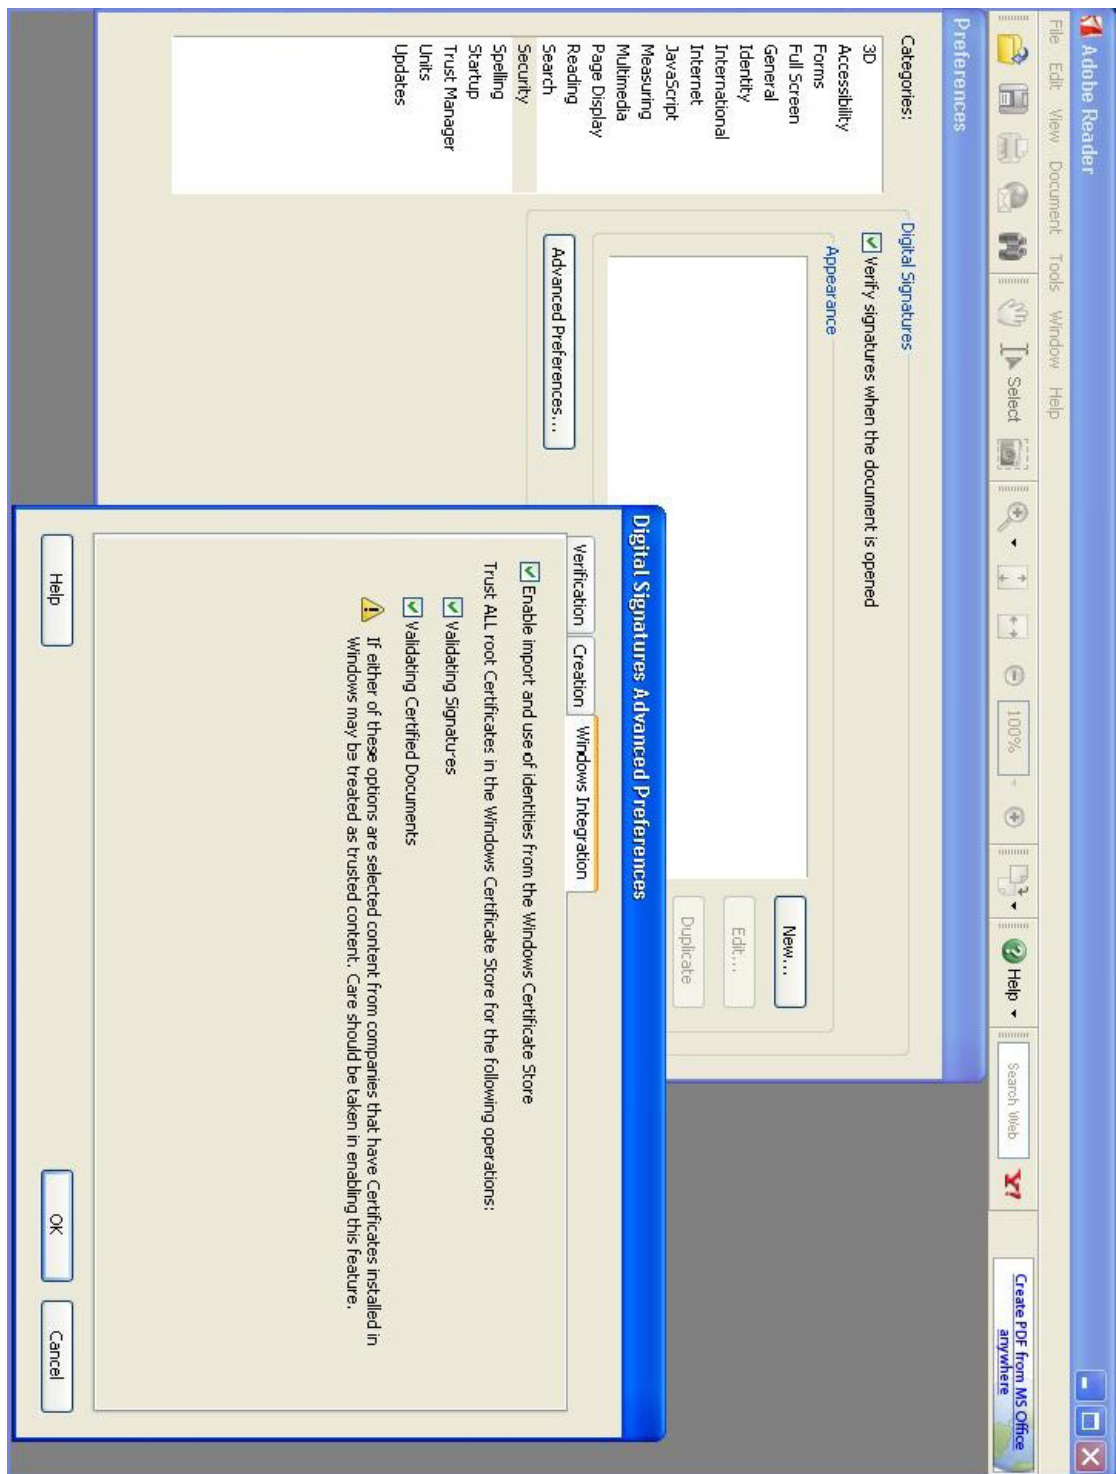 Adobe Reader
File Edit View Document Tools Window Help
Select
100%
Help
Search Web
Y!
Create PDF from MS Office
anywhere
Preferences
Categories:
3D
Accessibility
Forms
Full Screen
General
Identity
International
Internet
JavaScript
Measuring
Multimedia
Page Display
Reading
Search
Security
Spelling
Startup
Trust Manager
Units
Updates
Digital Signatures
Verify signatures when the document is opened
Appearance
New...
Edit...
Duplicate
Advanced Preferences...
Digital Signatures Advanced Preferences
Verification Creation Windows Integration
Enable import and use of identities from the Windows Certificate Store
Trust ALL root Certificates in the Windows Certificate Store for the following operations:
Validating Signatures
Validating Certified Documents
If either of these options are selected content from companies that have Certificates installed in
Windows may be treated as trusted content. Care should be taken in enabling this feature.
Help OK Cancel